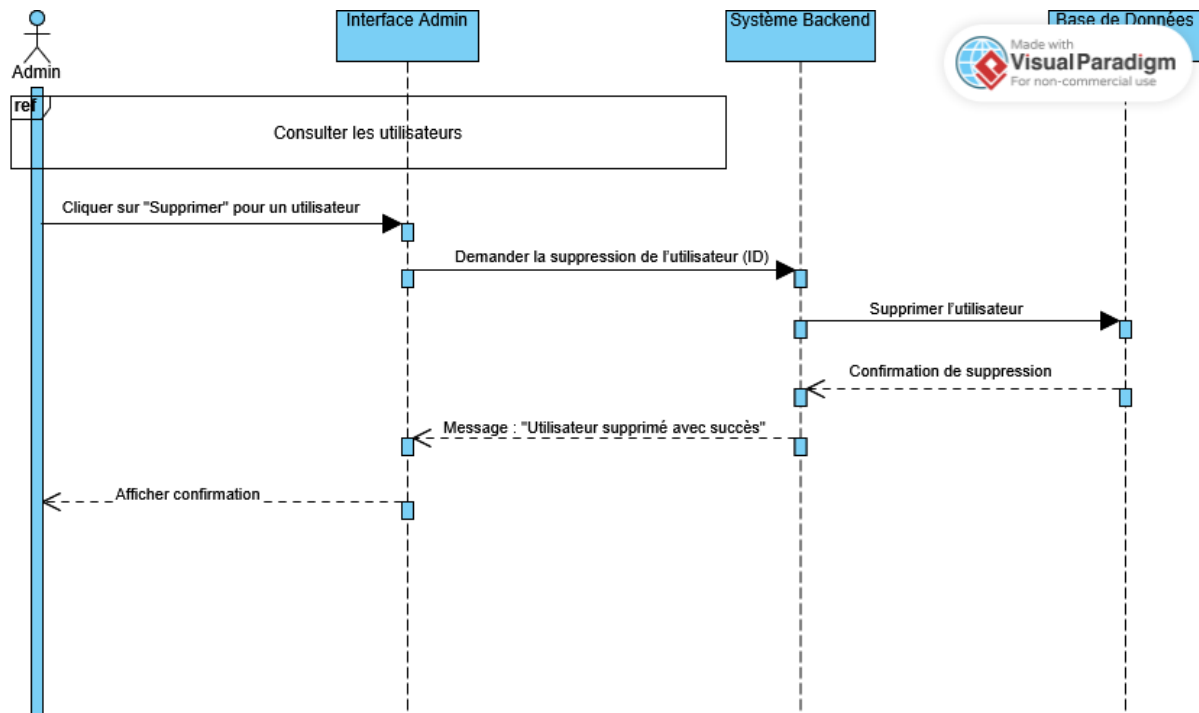 Interface Admin
Système Backend
Base de Données
Made with
Visual Paradigm
For non-commercial use
Admin
ref
Consulter les utilisateurs
Cliquer sur "Supprimer" pour un utilisateur
Demander la suppression de l'utilisateur (ID)
Supprimer l'utilisateur
Confirmation de suppression
Message : "Utilisateur supprimé avec succès"
Afficher confirmation